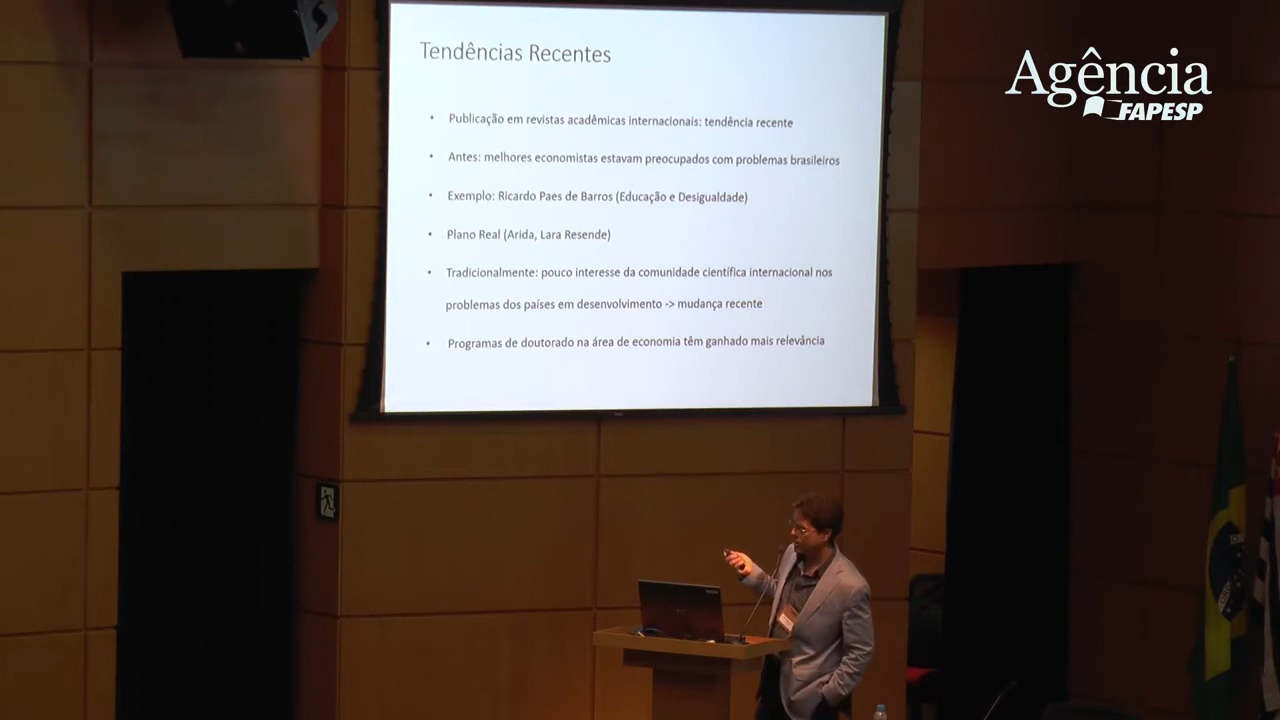 Tendências Recentes
Agência
FAPESP
• Publicação em revistas acadêmicas internacionais: tendência recente
• Antes: melhores economistas estavam preocupados com problemas brasileiros
• Exemplo: Ricardo Paes de Barros (Educação e Desigualdade)
• Plano Real (Arida, Lara Resende)
• Tradicionalmente: pouco interesse da comunidade científica internacional nos
problemas dos países em desenvolvimento -> mudança recente
• Programas de doutorado na área de economia têm ganhado mais relevância